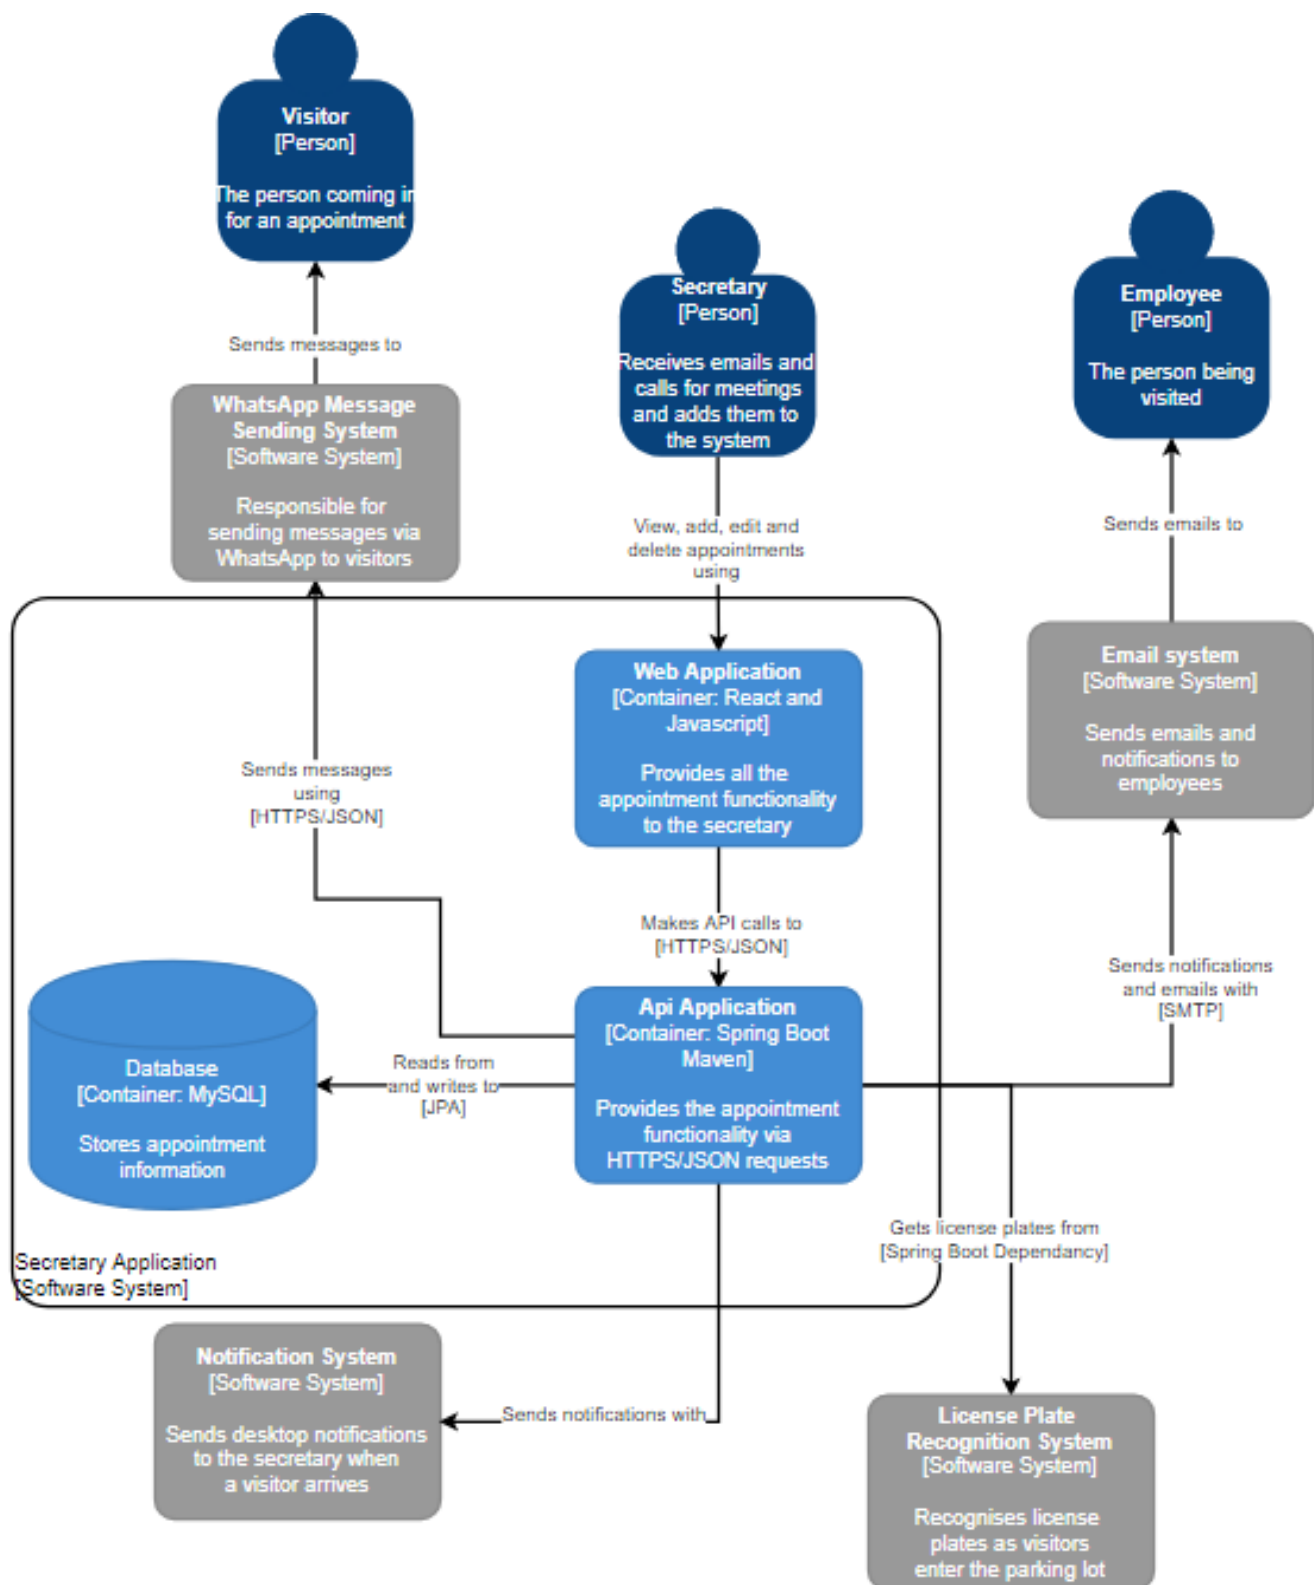 Visitor
[Person]
The person coming in
for an appointment
Sends messages to
WhatsApp Message
Sending System
[Software System]
Responsible for
sending messages via
WhatsApp to visitors
Secretary
[Person]
Receives emails and
calls for meetings
and adds them to
the system
View, add, edit and
delete appointments
using
Employee
[Person]
The person being
visited
Sends emails to
Email system
[Software System]
Sends emails and
notifications to
employees
Web Application
[Container: React and
Javascript]
Provides all the
appointment functionality
to the secretary
Sends messages
using
[HTTPS/JSON]
Makes API calls to
[HTTPS/JSON]
Sends notifications
and emails with
[SMTP]
Database
[Container: MySQL]
Stores appointment
information
Reads from
and writes to
[JPA]
Api Application
[Container: Spring Boot
Maven]
Provides the appointment
functionality via
HTTPS/JSON requests
Gets license plates from
[Spring Boot Dependancy]
Secretary Application
[Software System]
Notification System
[Software System]
Sends desktop notifications
to the secretary when
a visitor arrives
Sends notifications with
License Plate
Recognition System
[Software System]
Recognises license
plates as visitors
enter the parking lot